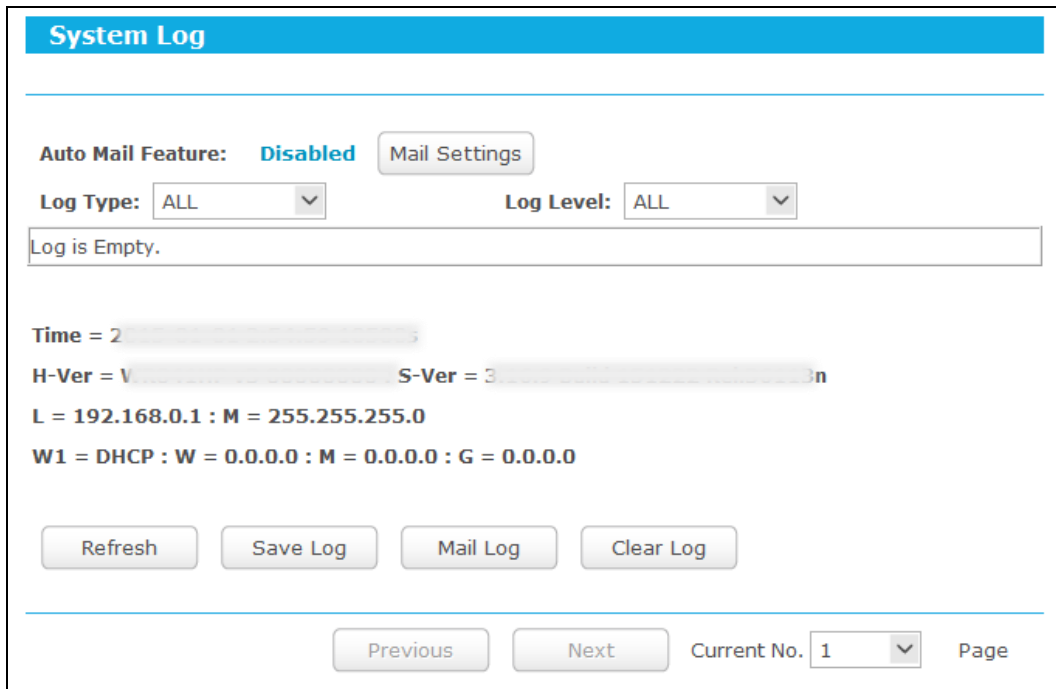 System Log
Auto Mail Feature: Disabled Mail Settings
Log Type: ALL Log Level: ALL
Log is Empty.
Time =
H-Ver = S-Ver =
L = 192.168.0.1 : M = 255.255.255.0
W1 = DHCP : W = 0.0.0.0 : M = 0.0.0.0 : G = 0.0.0.0
Refresh Save Log Mail Log Clear Log
Previous Next Current No. 1 Page